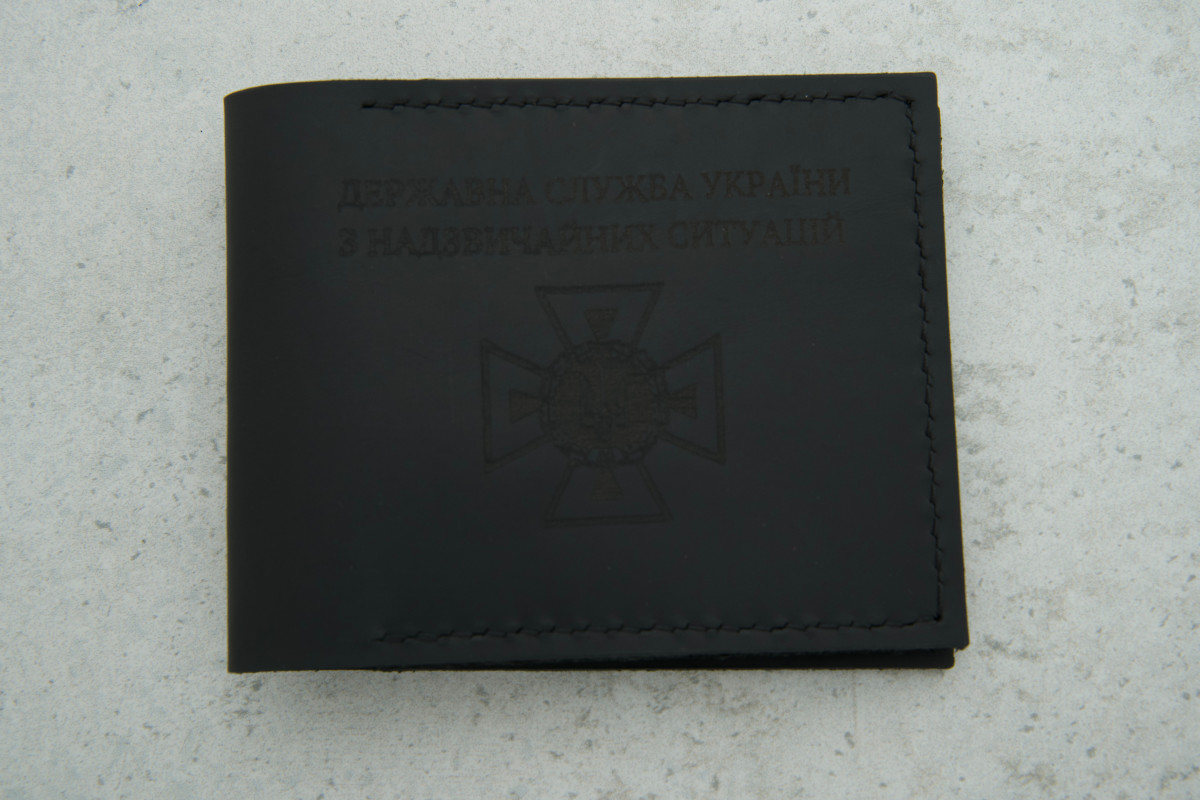 ДЕРЖАВНА СЛУЖБА УКРАЇНИ
З НАДЗВИЧАЙНИХ СИТУАЦІЙ